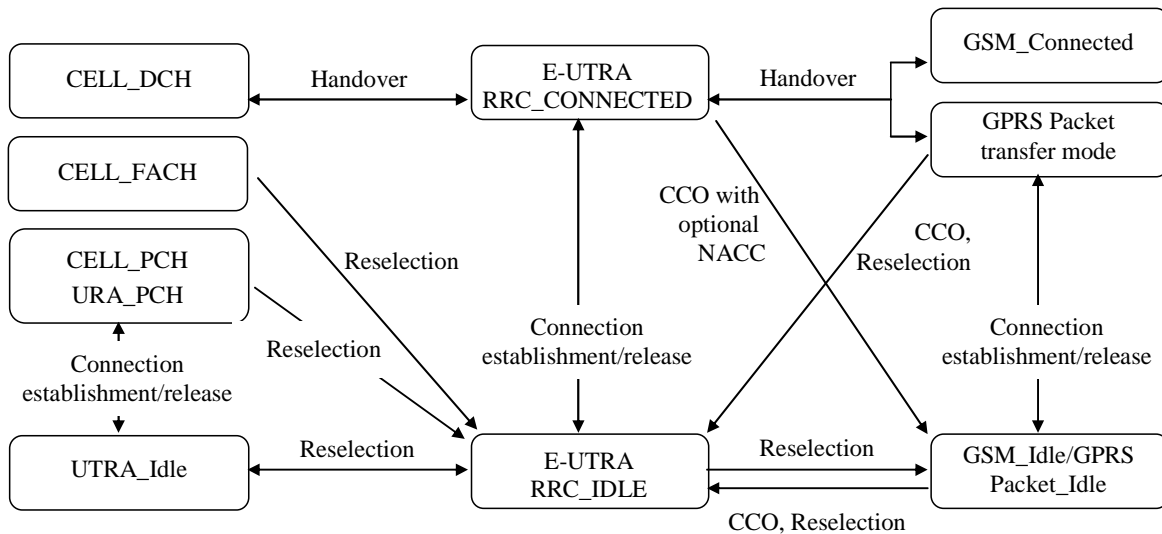 CELL_DCH
Handover
E-UTRA
RRC_CONNECTED
Handover
GSM_Connected
GPRS Packet
transfer mode
CELL_FACH
CCO with
optional
NACC
CCO,
Reselection
CELL_PCH
URA_PCH
Reselection
Reselection
Connection
establishment/release
Connection
establishment/release
Connection
establishment/release
UTRA_Idle
Reselection
E-UTRA
RRC_IDLE
Reselection
CCO, Reselection
GSM_Idle/GPRS
Packet_Idle